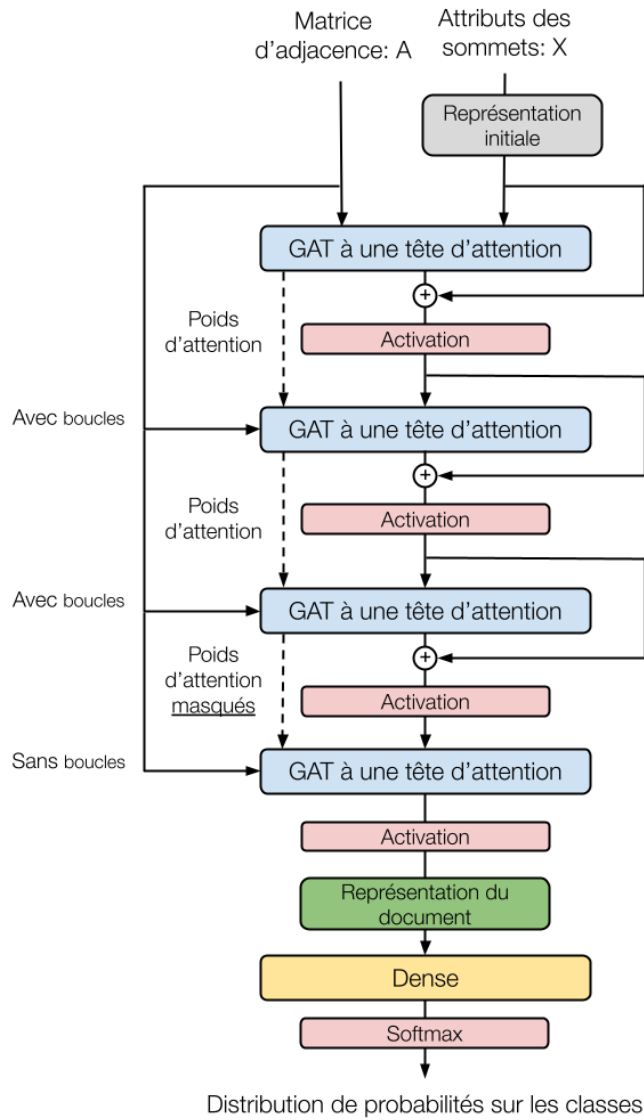 Matrice
d'adjacence: A
Attributs des
sommets: X
Représentation
initiale
GAT à une tête d'attention
+
Poids
d'attention
Activation
Avec boucles
GAT à une tête d'attention
+
Poids
d'attention
Activation
Avec boucles
GAT à une tête d'attention
+
Poids
d'attention
masqués
Activation
Sans boucles
GAT à une tête d'attention
Activation
Représentation du
document
Dense
Softmax
Distribution de probabilités sur les classes